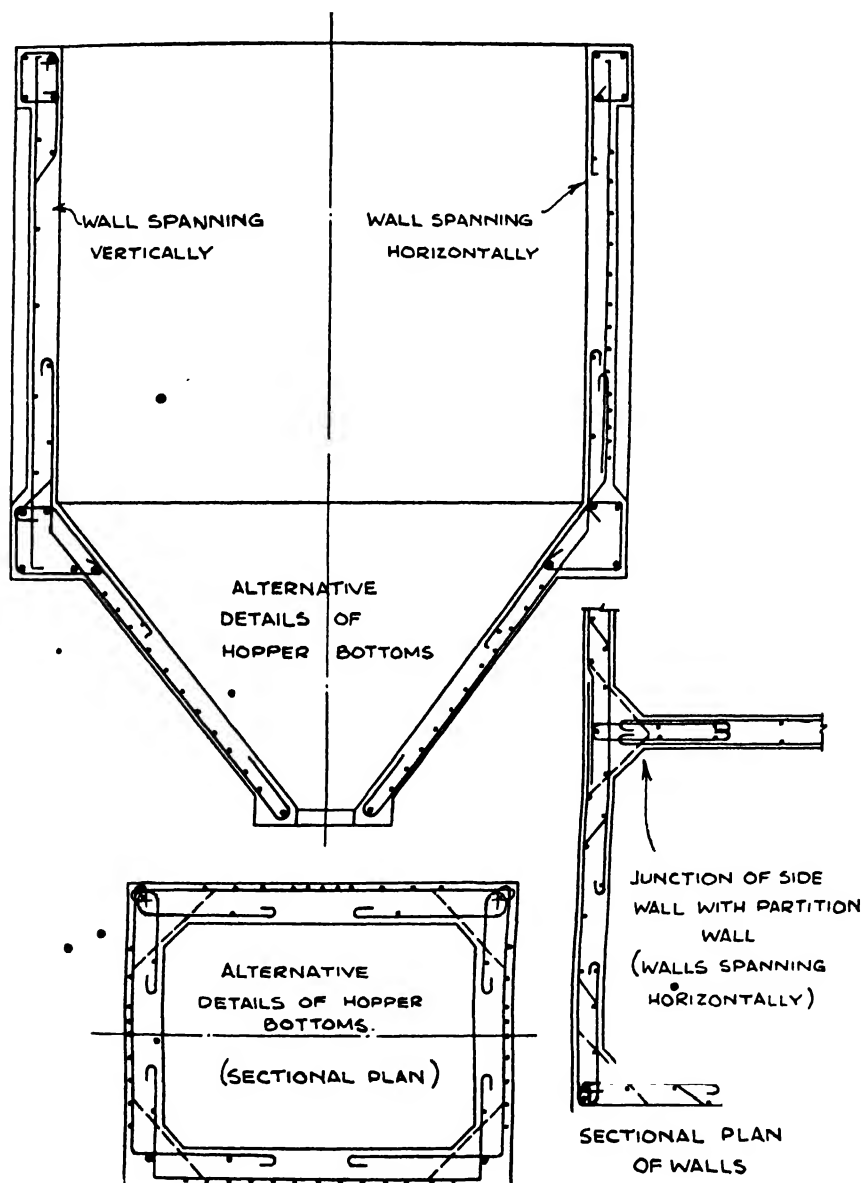 WALL SPANNING
VERTICALLY
WALL SPANNING
HORIZONTALLY
ALTERNATIVE
DETAILS OF
HOPPER BOTTOMS
JUNCTION OF SIDE
WALL WITH PARTITION
WALL
(WALLS SPANNING
HORIZONTALLY)
ALTERNATIVE
DETAILS OF HOPPER
BOTTOMS.
(SECTIONAL PLAN)
SECTIONAL PLAN
OF WALLS